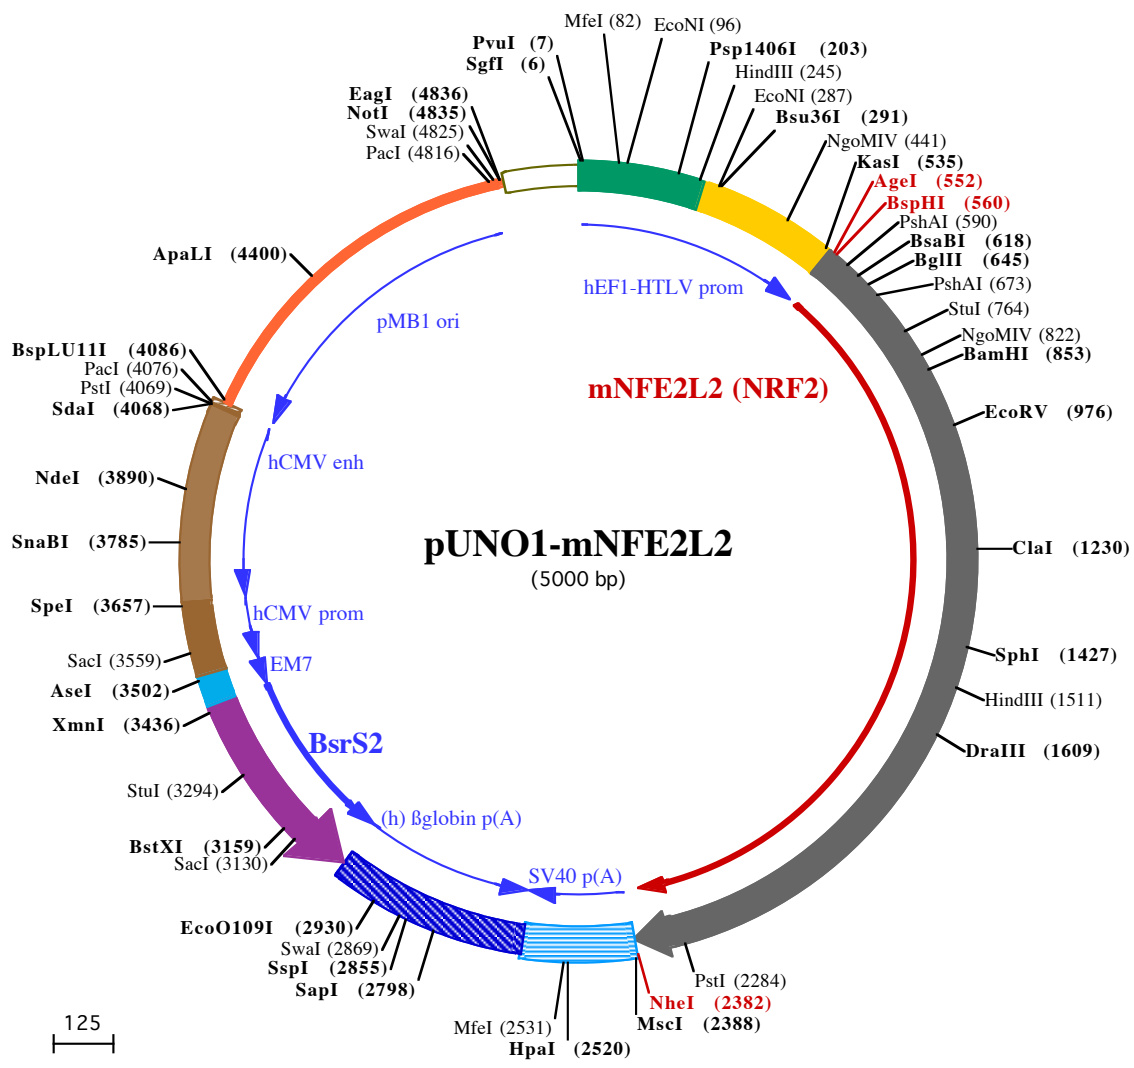 MfeI (82)
EcoNI (96)
PvuI (7)
Psp1406I (203)
SgfI (6)
HindIII (245)
EagI (4836)
EcoNI (287)
NotI (4835)
Bsu36I (291)
SwaI (4825)
NgoMIV (441)
PacI (4816)
KasI (535)
AgeI (552)
BspHI (560)
PshAI (590)
BsaBI (618)
ApaLI (4400)
BglII (645)
PshAI (673)
hEF1-HTLV prom
StuI (764)
pMB1 ori
NgoMIV (822)
BspLU11I (4086)
BamHI (853)
PacI (4076)
PstI (4069)
mNFE2L2 (NRF2)
SdaI (4068)
EcoRV (976)
hCMV enh
NdeI (3890)
SnaBI (3785)
pUNO1-mNFE2L2
ClaI (1230)
(5000 bp)
SpeI (3657)
hCMV prom
SacI (3559)
EM7
SphI (1427)
AseI (3502)
HindIII (1511)
XmnI (3436)
BsrS2
DraIII (1609)
StuI (3294)
(h) ßglobin p(A)
BstXI (3159)
SacI (3130)
SV40 p(A)
EcoO109I (2930)
SwaI (2869)
SspI (2855)
PstI (2284)
SapI (2798)
NheI (2382)
125
MfeI (2531)
MscI (2388)
HpaI (2520)